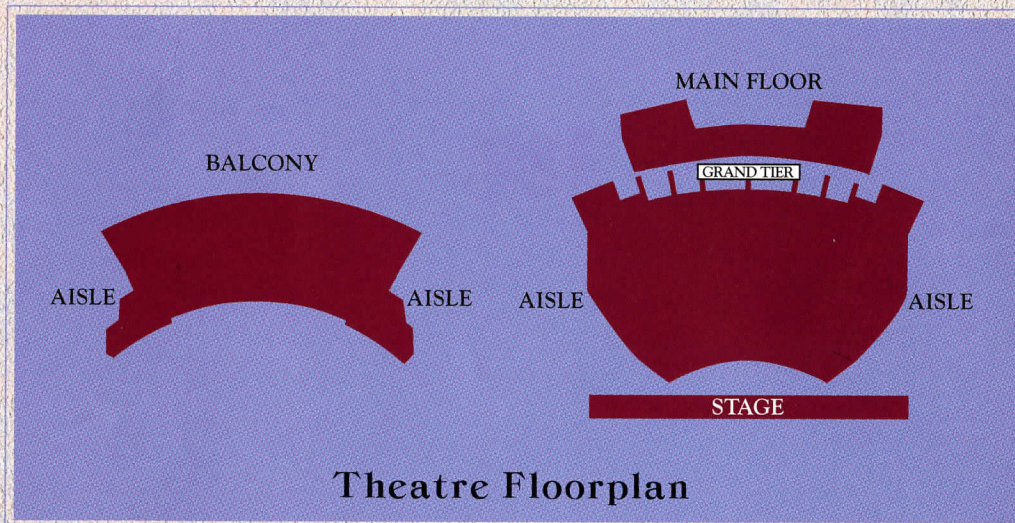 MAIN FLOOR
BALCONY
GRAND TIER
AISLE
AISLE
AISLE
AISLE
STAGE
Theatre Floorplan